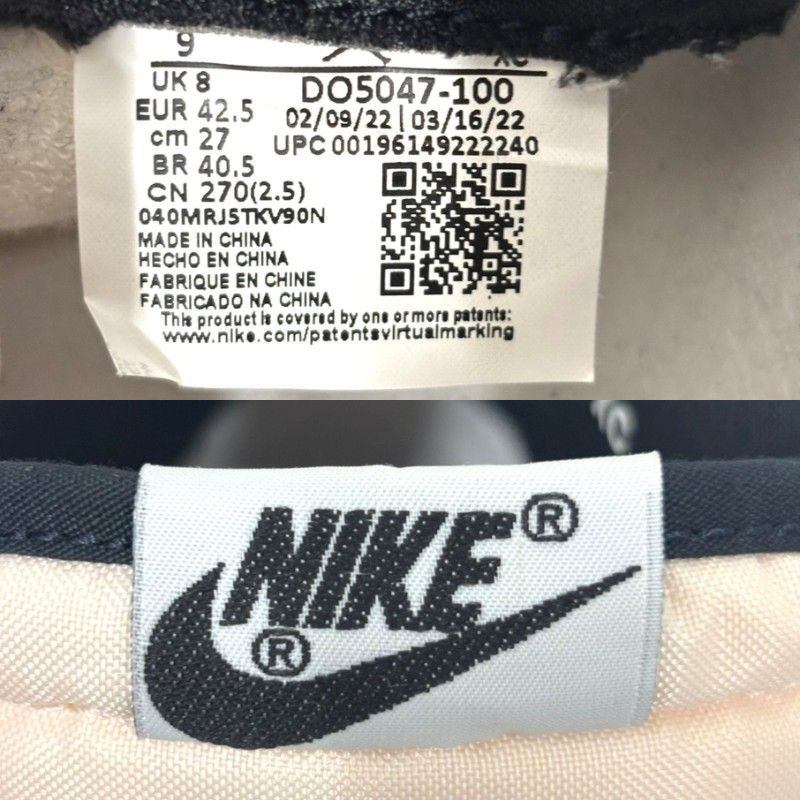 9
UK 8
EUR 42.5
cm 27
BR 40.5
CN 270(2.5)
040MRJ5TKV90N
DO5047-100
02/09/22 | 03/16/22
UPC 00196149222240
MADE IN CHINA
HECHO EN CHINA
FABRIQUE EN CHINE
FABRICADO NA CHINA
This product is covered by one or more patents:
www.nike.com/patentsvirtualmarking
NIKE ®
®